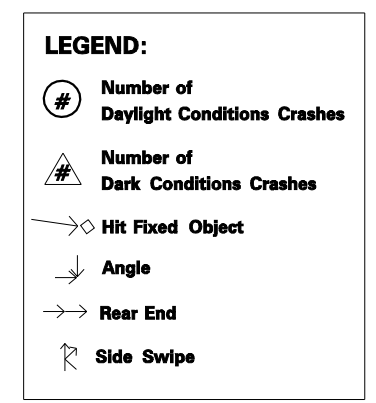 LEGEND:
#
Number of
Daylight Conditions Crashes
#
Number of
Dark Conditions Crashes
Hit Fixed Object
Angle
Rear End
Side Swipe